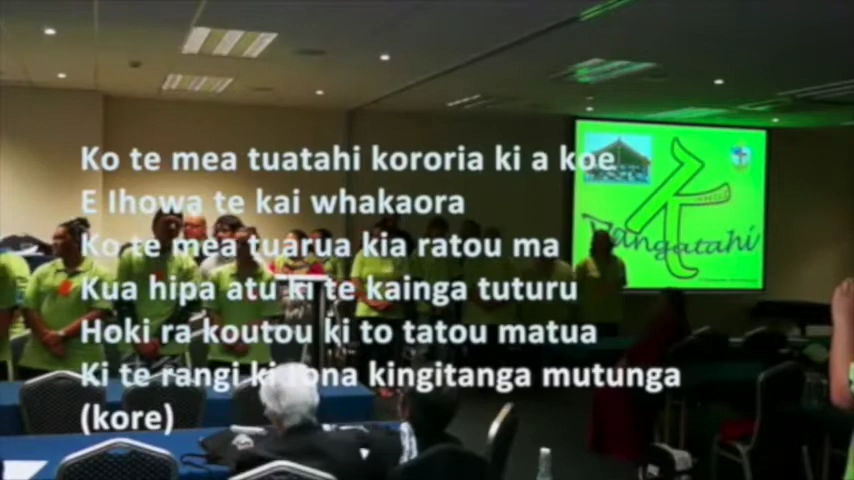 Ko te mea tuatahi kororia ki a koe
E Ihowa te kai whakaora
Ko te mea tuarua kia ratou ma
Kua hipa atu ki te kainga tuturu
Hoki ra koutou ki to tatou matua
Ki te rangi ki tona kingitanga mutunga
(kore)
Rangatahi